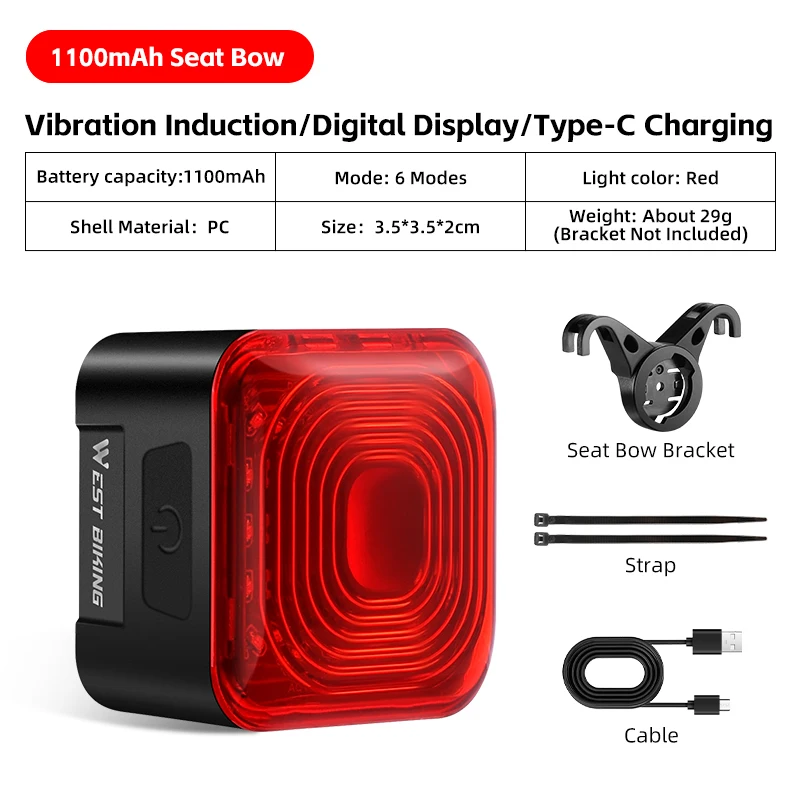 1100mAh Seat Bow
Vibration Induction/Digital Display/Type-C Charging
Battery capacity:1100mAh
Mode: 6 Modes
Light color: Red
Shell Material: PC
Size: 3.5*3.5*2cm
Weight: About 29g
(Bracket Not Included)
WEST BIKING
Seat Bow Bracket
Strap
Cable